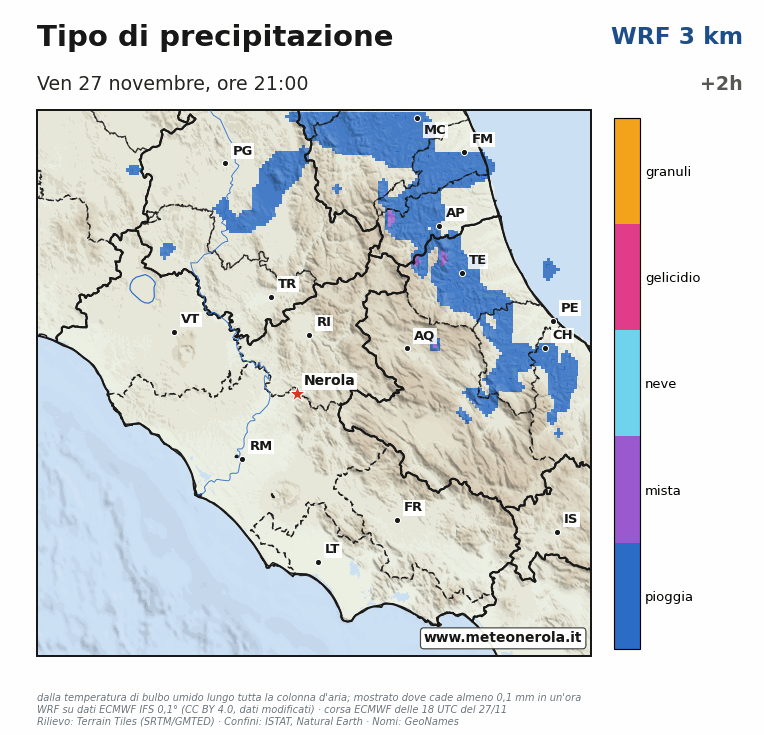 Tipo di precipitazione
WRF 3 km
Ven 27 novembre, ore 21:00
+2h
MC
FM
PG
AP
TE
TR
PE
VT
RI
AQ
CH
Nerola
RM
FR
IS
LT
www.meteonerola.it
granuli
gelicidio
neve
mista
pioggia
dalla temperatura di bulbo umido lungo tutta la colonna d'aria; mostrato dove cade almeno 0,1 mm in un'ora
WRF su dati ECMWF IFS 0,1° (CC BY 4.0, dati modificati) · corsa ECMWF delle 18 UTC del 27/11
Rilievo: Terrain Tiles (SRTM/GMTED) · Confini: ISTAT, Natural Earth · Nomi: GeoNames